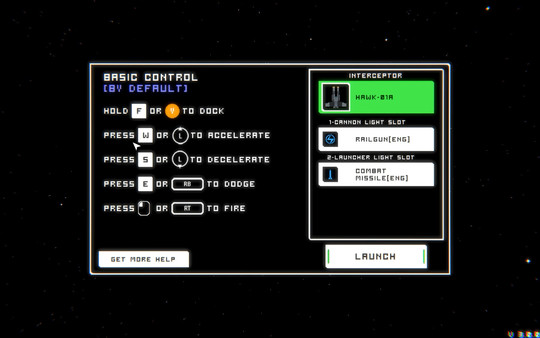 BASIC CONTROL
[BY DEFAULT]
HOLD F OR Y TO DOCK
PRESS W OR L TO ACCELERATE
PRESS S OR L TO DECELERATE
PRESS E OR RB TO DODGE
PRESS OR RT TO FIRE
GET MORE HELP
INTERCEPTOR
HAWK-01A
1-CANNON LIGHT SLOT
RAILGUN[ENG]
2-LAUNCHER LIGHT SLOT
COMBAT
MISSILE[ENG]
LAUNCH